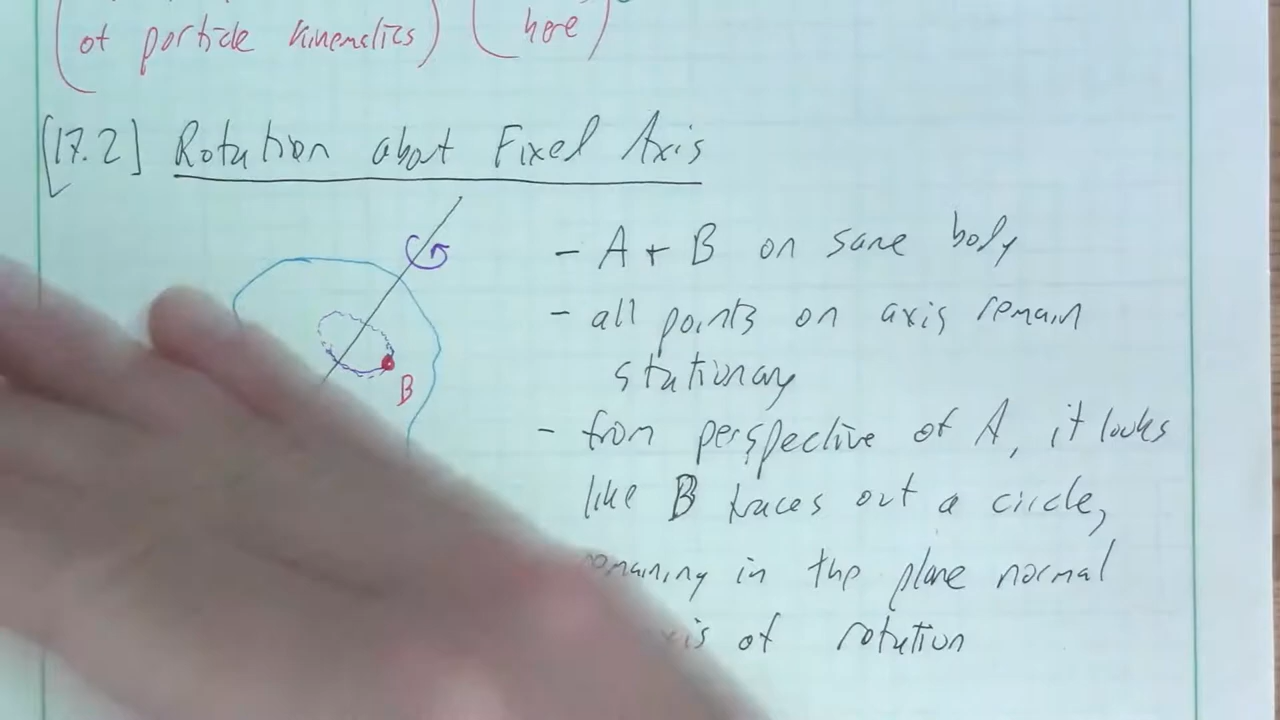 of particle kinematics) (here)
[17.2] Rotation about Fixed Axis
- A + B on same body
- all points on axis remain
stationary
- from perspective of A, it looks
B
like B traces out a circle,
in the plane normal
of rotation